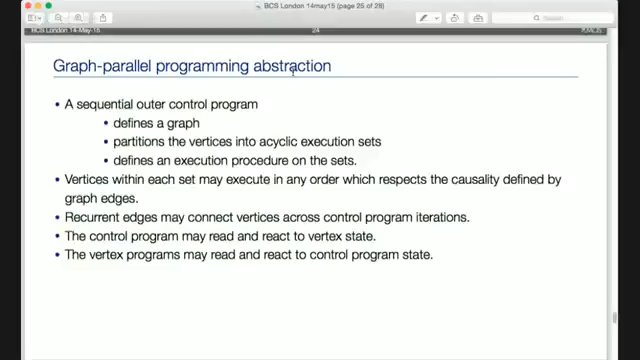 BCS London 14may15 (page 25 of 28)
BCS London 14-May-15
24
Graph-parallel programming abstraction
• A sequential outer control program
• defines a graph
• partitions the vertices into acyclic execution sets
• defines an execution procedure on the sets.
• Vertices within each set may execute in any order which respects the causality defined by
graph edges.
• Recurrent edges may connect vertices across control program iterations.
• The control program may read and react to vertex state.
• The vertex programs may read and react to control program state.